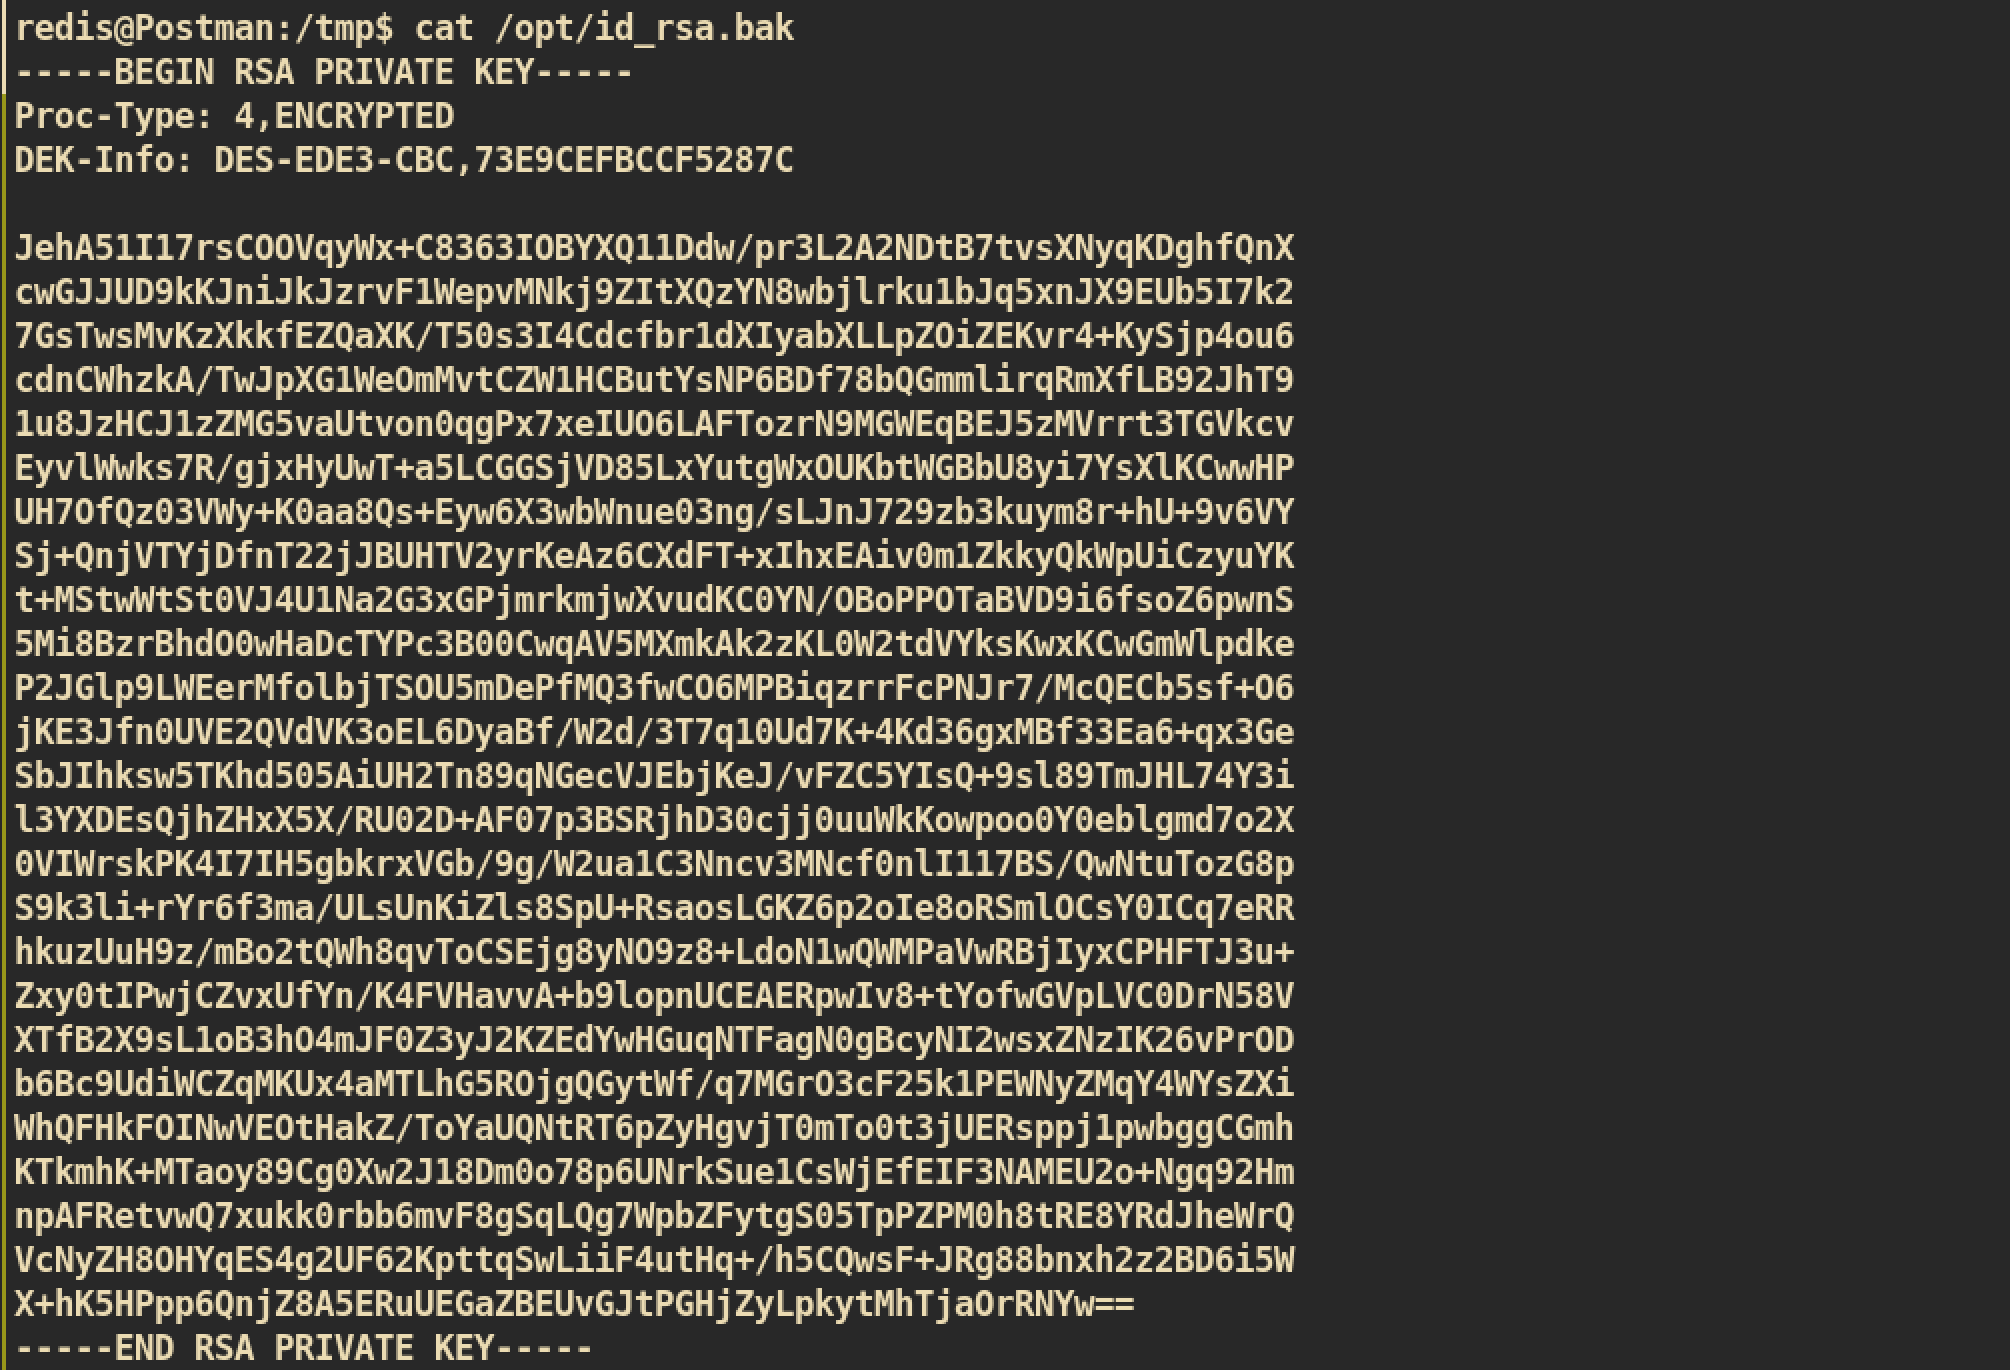 redis@Postman:/tmp$ cat /opt/id_rsa.bak
-----BEGIN RSA PRIVATE KEY-----
Proc-Type: 4,ENCRYPTED
DEK-Info: DES-EDE3-CBC,73E9CEFBCCF5287C

JehA51I17rsCOOVqyWx+C8363IOBYXQ11Ddw/pr3L2A2NDtB7tvsXNyqKDghfQnX
cwGJJUD9kKJniJkJzrvF1WepvMNkj9ZItXQzYN8wbjlrku1bJq5xnJX9EUb5I7k2
7GsTwsMvKzXkkfEZQaXK/T50s3I4Cdcfbr1dXIyabXLLpZOiZEKvr4+KySjp4ou6
cdnCWhzkA/TwJpXG1WeOmMvtCZW1HCButYsNP6BDf78bQGmmlirqRmXfLB92JhT9
1u8JzHCJ1zZMG5vaUtvon0qgPx7xeIUO6LAFTozrN9MGWEqBEJ5zMVrrt3TGVkcv
EyvlWwks7R/gjxHyUwT+a5LCGGSjVD85LxYutgWxOUKbtWGBbU8yi7YsXlKCwwHP
UH7OfQz03VWy+K0aa8Qs+Eyw6X3wbWnue03ng/sLJnJ729zb3kuym8r+hU+9v6VY
Sj+QnjVTYjDfnT22jJBUHTV2yrKeAz6CXdFT+xIhxEAiv0m1ZkkyQkWpUiCzyuYK
t+MStwWtSt0VJ4U1Na2G3xGPjmrkmjwXvudKC0YN/OBoPPOTaBVD9i6fsoZ6pwnS
5Mi8BzrBhdO0wHaDcTYPc3B00CwqAV5MXmkAk2zKL0W2tdVYksKwxKCwGmWlpdke
P2JGlp9LWEerMfolbjTSOU5mDePfMQ3fwCO6MPBiqzrrFcPNJr7/McQECb5sf+O6
jKE3Jfn0UVE2QVdVK3oEL6DyaBf/W2d/3T7q10Ud7K+4Kd36gxMBf33Ea6+qx3Ge
SbJIhksw5TKhd505AiUH2Tn89qNGecVJEbjKeJ/vFZC5YIsQ+9sl89TmJHL74Y3i
l3YXDEsQjhZHxX5X/RU02D+AF07p3BSRjhD30cjj0uuWkKowpoo0Y0eblgmd7o2X
0VIWrskPK4I7IH5gbkrxVGb/9g/W2ua1C3Nncv3MNcf0nlI117BS/QwNtuTozG8p
S9k3li+rYr6f3ma/ULsUnKiZls8SpU+RsaosLGKZ6p2oIe8oRSmlOCsY0ICq7eRR
hkuzUuH9z/mBo2tQWh8qvToCSEjg8yNO9z8+LdoN1wQWMPaVwRBjIyxCPHFTJ3u+
Zxy0tIPwjCZvxUfYn/K4FVHavvA+b9lopnUCEAERpwIv8+tYofwGVpLVC0DrN58V
XTfB2X9sL1oB3hO4mJF0Z3yJ2KZEdYwHGuqNTFagN0gBcyNI2wsxZNzIK26vPrOD
b6Bc9UdiWCZqMKUx4aMTLhG5ROjgQGytWf/q7MGrO3cF25k1PEWNyZMqY4WYsZXi
WhQFHkFOINwVEOtHakZ/ToYaUQNtRT6pZyHgvjT0mTo0t3jUERsppj1pwbggCGmh
KTkmhK+MTaoy89Cg0Xw2J18Dm0o78p6UNrkSue1CsWjEfEIF3NAMEU2o+Ngq92Hm
npAFRetvwQ7xukk0rbb6mvF8gSqLQg7WpbZFytgS05TpPZPM0h8tRE8YRdJheWrQ
VcNyZH8OHYqES4g2UF62KpttqSwLiiF4utHq+/h5CQwsF+JRg88bnxh2z2BD6i5W
X+hK5HPpp6QnjZ8A5ERuUEGaZBEUvGJtPGHjZyLpkytMhTjaOrRNYw==
-----END RSA PRIVATE KEY-----